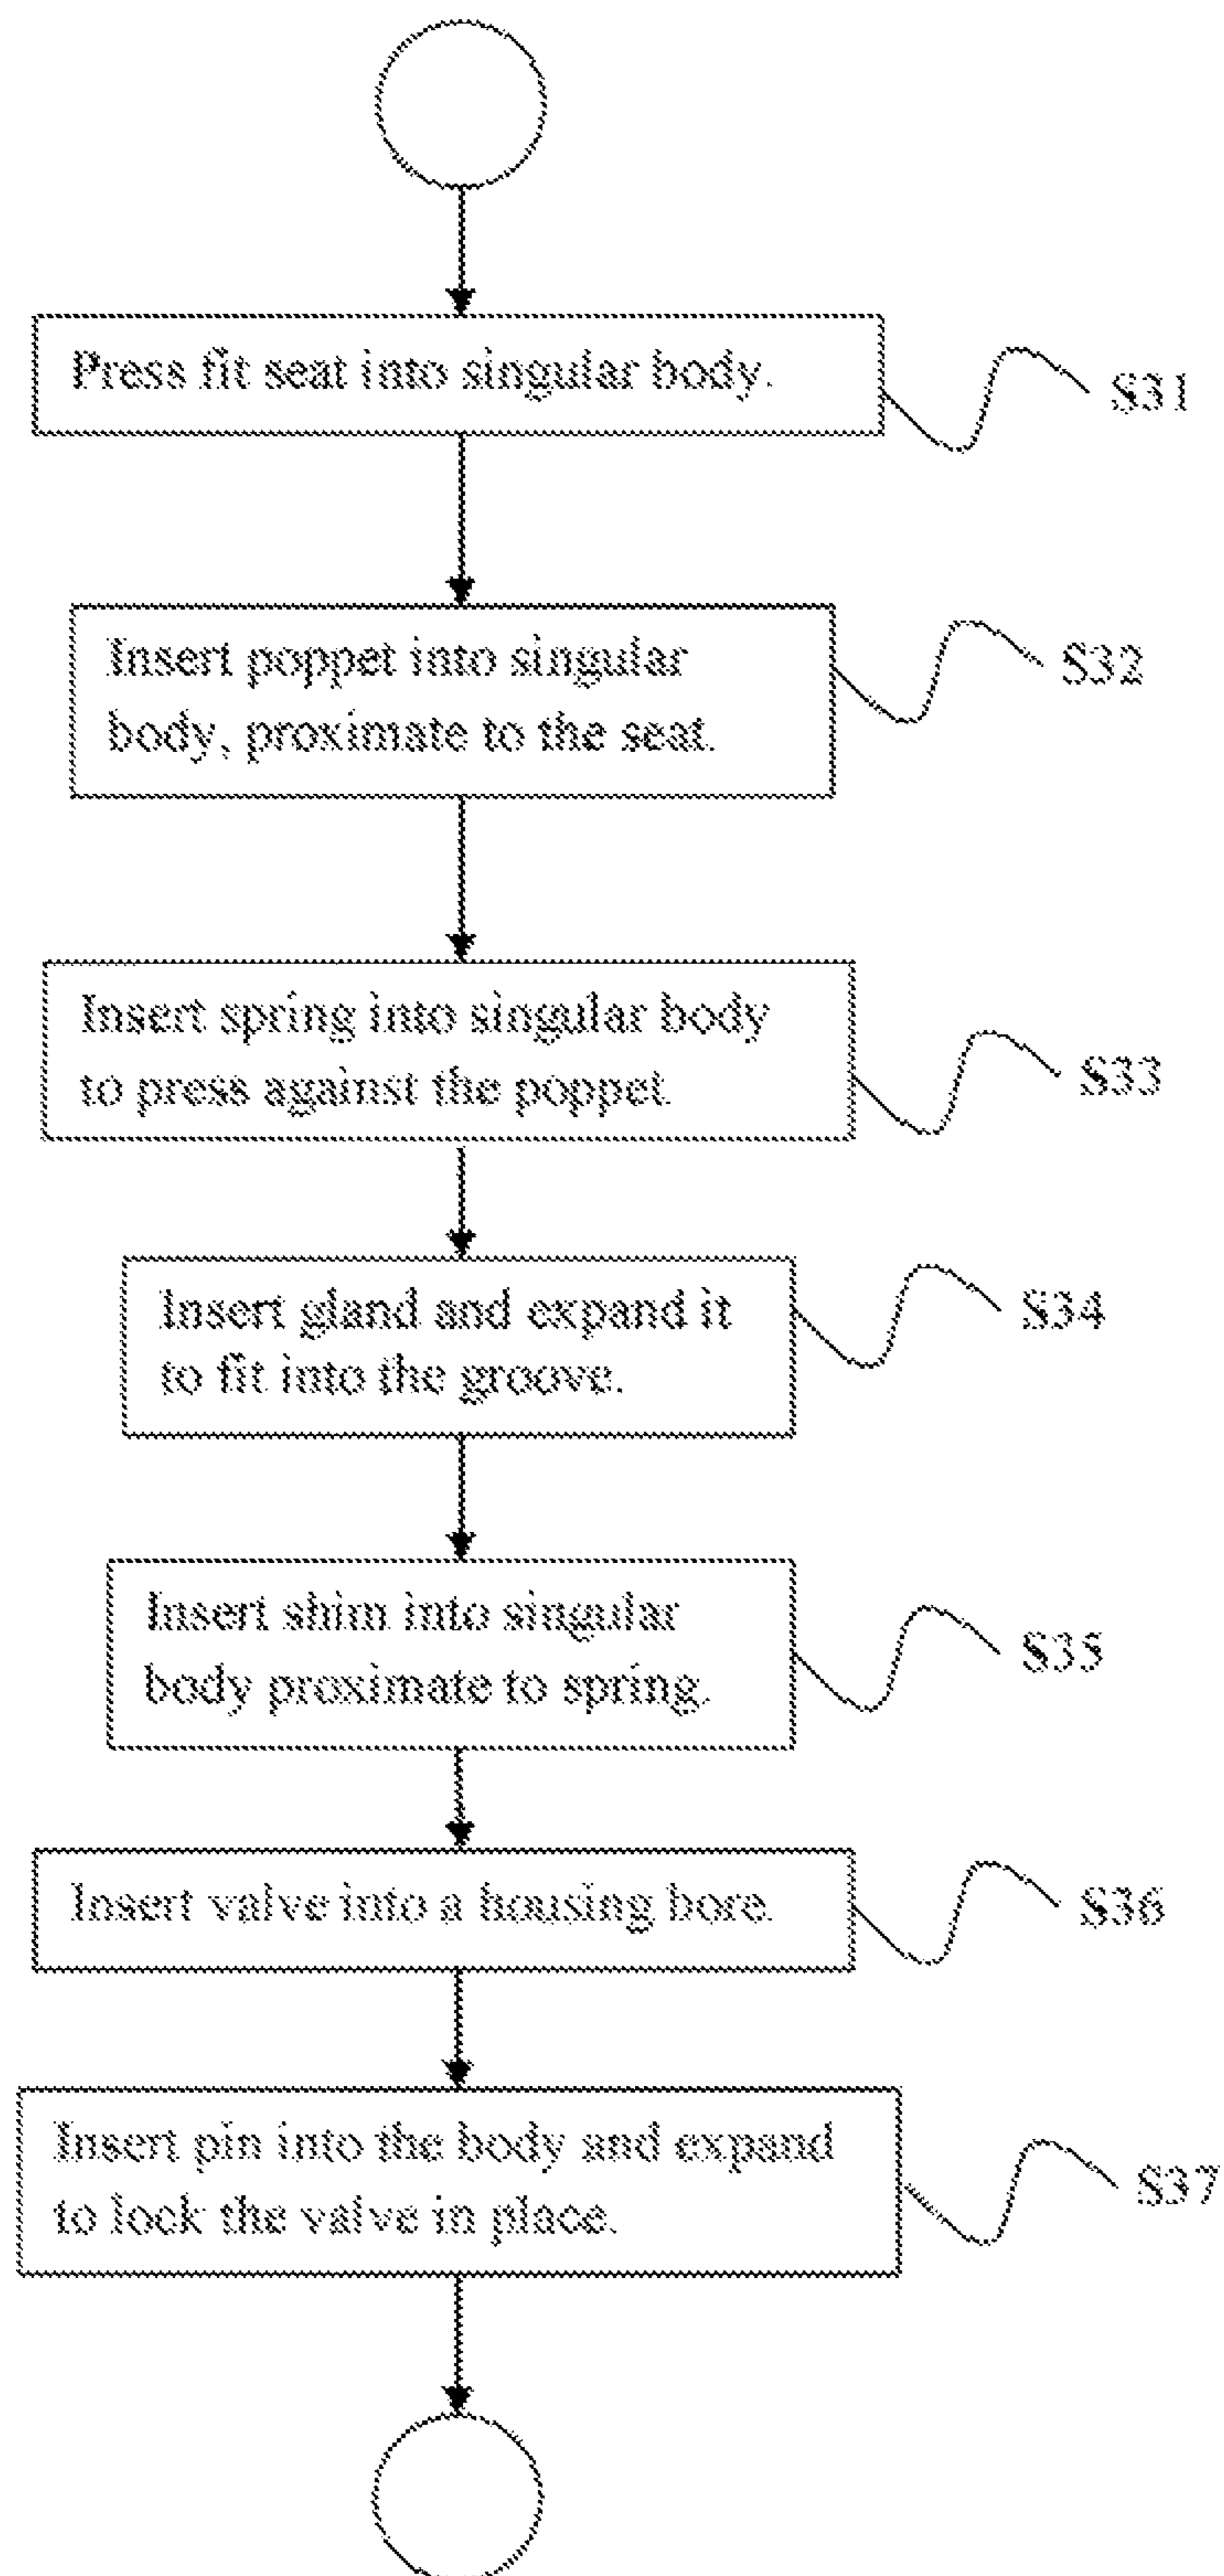 Press fit seat into singular body.
S31
Insert poppet into singular
body, proximate to the seat.
S32
Insert spring into singular body
to press against the poppet.
S33
Insert gland and expand it
to fit into the groove.
S34
Insert shim into singular
body proximate to spring.
S35
Insert valve into a housing bore.
S36
Insert pin into the body and expand
to lock the valve in place.
S37